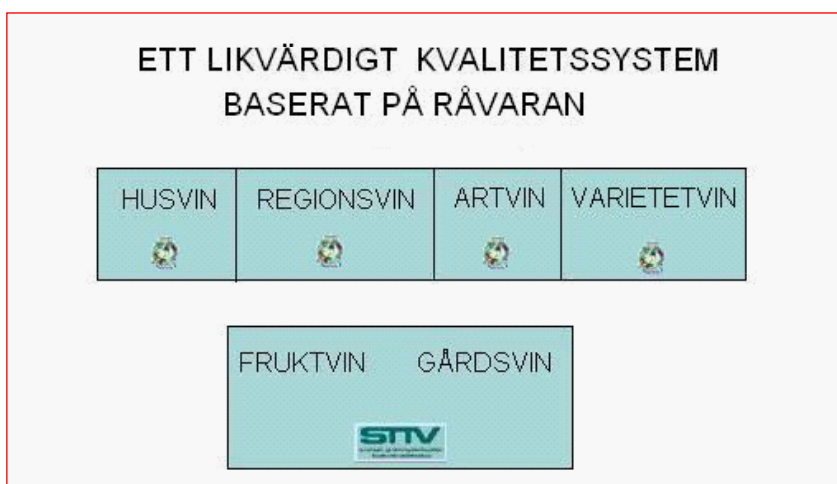 ETT LIKVÄRDIGT KVALITETSSYSTEM
BASERAT PÅ RÅVARAN
HUSVIN REGIONSVIN ARTVIN VARIETETVIN
FRUKTVIN GÅRDSVIN
STTV